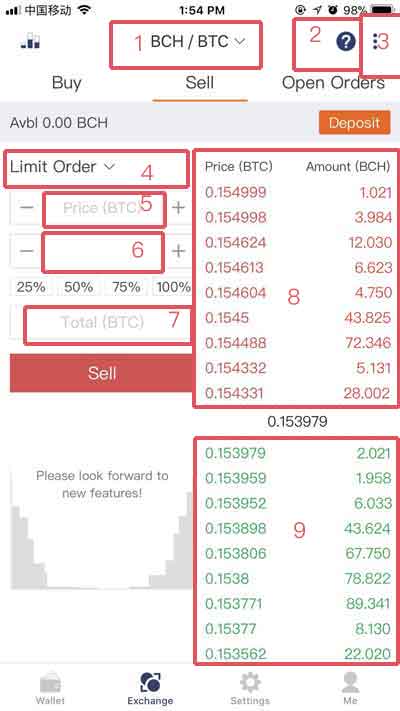 中国移动 1:54 PM 98%
1 BCH / BTC 2 ? 3
Buy Sell Open Orders
Avbl 0.00 BCH Deposit
Limit Order 4
− Price (BTC) 5 +
− 6 +
25% 50% 75% 100%
Total (BTC) 7
Sell
Price (BTC) Amount (BCH)
0.154999 1.021
0.154998 3.984
0.154624 12.030
0.154613 6.623
0.154604 4.750
8
0.1545 43.825
0.154488 72.346
0.154332 5.131
0.154331 28.002
0.153979
0.153979 2.021
0.153959 1.958
0.153952 6.033
0.153898 9 43.624
0.153806 67.750
0.1538 78.822
0.153771 89.341
0.15377 8.130
0.153562 22.020
Please look forward to
new features!
Wallet Exchange Settings Me